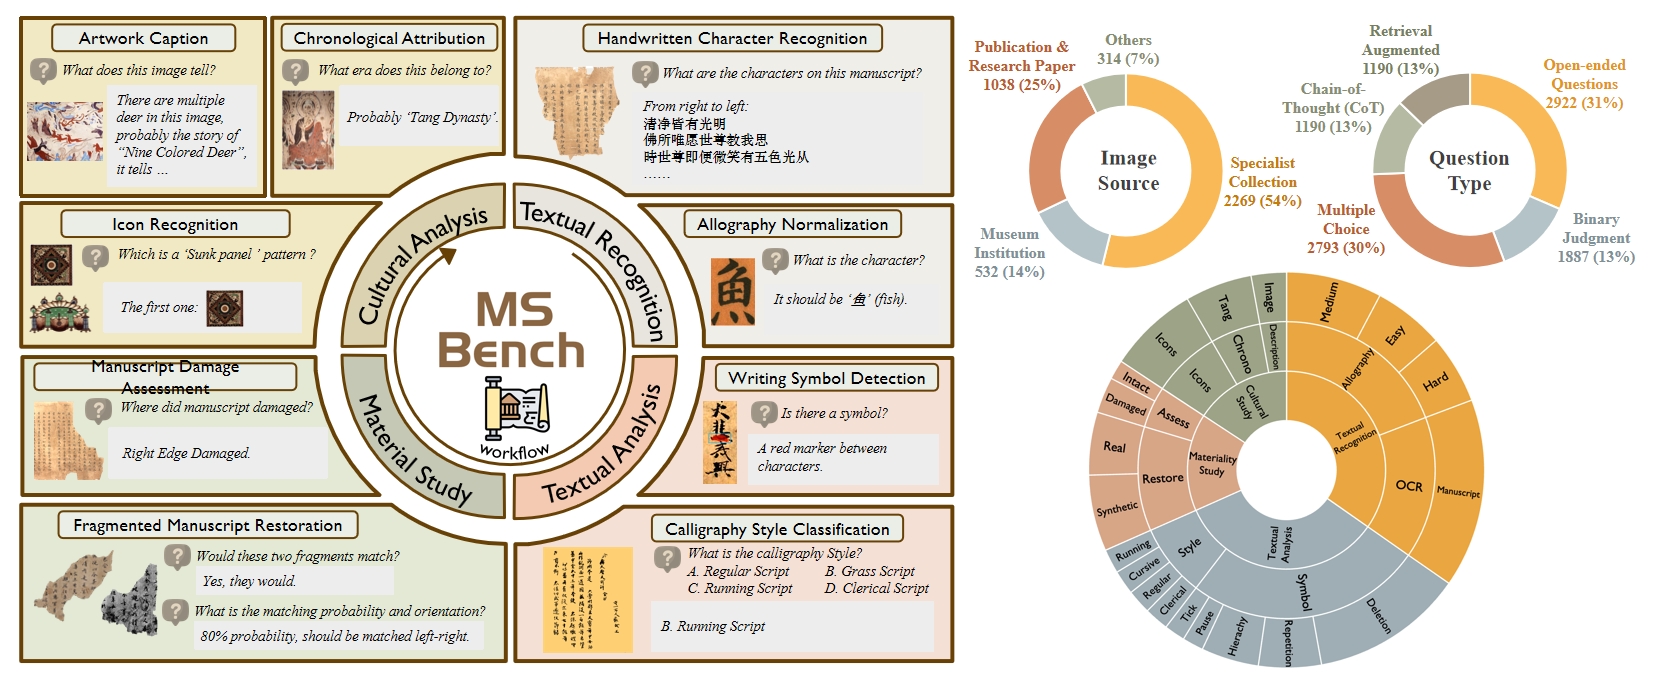 Artwork Caption
What does this image tell?
There are multiple
deer in this image,
probably the story of
“Nine Colored Deer”,
it tells …
Chronological Attribution
What era does this belong to?
Probably ‘Tang Dynasty’.
Handwritten Character Recognition
What are the characters on this manuscript?
From right to left:
清净皆有光明
佛所唯愿世尊教我思
時世尊即便微笑有五色光从
……
Icon Recognition
Which is a ‘Sunk panel ’ pattern ?
The first one:
Allography Normalization
What is the character?
魚
It should be ‘鱼’ (fish).
Manuscript Damage
Assessment
Where did manuscript damaged?
Right Edge Damaged.
Writing Symbol Detection
Is there a symbol?
A red marker between
characters.
Fragmented Manuscript Restoration
Would these two fragments match?
Yes, they would.
What is the matching probability and orientation?
80% probability, should be matched left-right.
Calligraphy Style Classification
What is the calligraphy Style?
A. Regular Script
B. Grass Script
C. Running Script
D. Clerical Script
B. Running Script
Cultural Analysis
Textual Recognition
Material Study
Textual Analysis
MS
Bench
workflow
Image
Source
Others
314 (7%)
Publication &
Research Paper
1038 (25%)
Specialist
Collection
2269 (54%)
Museum
Institution
532 (14%)
Question
Type
Retrieval
Augmented
1190 (13%)
Chain-of-
Thought (CoT)
1190 (13%)
Open-ended
Questions
2922 (31%)
Multiple
Choice
2793 (30%)
Binary
Judgment
1887 (13%)
Textual
Recognition
Allography
Medium
Easy
Hard
OCR
Manuscript
Textual
Analysis
Symbol
Deletion
Repetition
Hierachy
Pause
Tick
Style
Clerical
Regular
Cursive
Running
Materiality
Study
Restore
Synthetic
Real
Assess
Damaged
Intact
Cultural
Study
Icons
Icons
Chrono
Tang
Description
Image